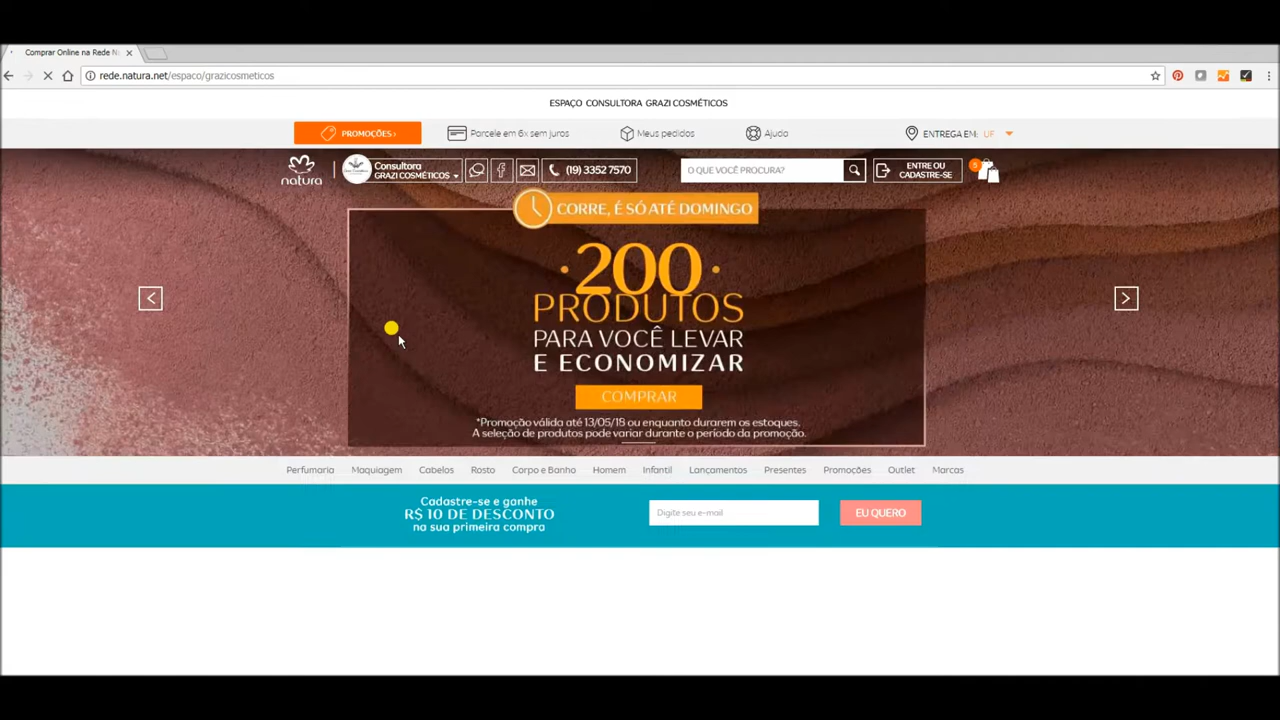 Comprar Online na Rede N
rede.natura.net/espaco/grazicosmeticos
ESPAÇO CONSULTORA GRAZI COSMÉTICOS
PROMOÇÕES ›
Parcele em 6x sem juros
Meus pedidos
Ajuda
ENTREGA EM: UF
natura
Consultora
GRAZI COSMÉTICOS
(19) 3352 7570
O QUE VOCÊ PROCURA?
ENTRE OU
CADASTRE-SE
5
CORRE, É SÓ ATÉ DOMINGO
·200·
PRODUTOS
PARA VOCÊ LEVAR
E ECONOMIZAR
COMPRAR
*Promoção válida até 13/05/18 ou enquanto durarem os estoques.
A seleção de produtos pode variar durante o período da promoção.
Perfumaria Maquiagem Cabelos Rosto Corpo e Banho Homem Infantil Lançamentos Presentes Promoções Outlet Marcas
Cadastre-se e ganhe
R$ 10 DE DESCONTO
na sua primeira compra
Digite seu e-mail
EU QUERO